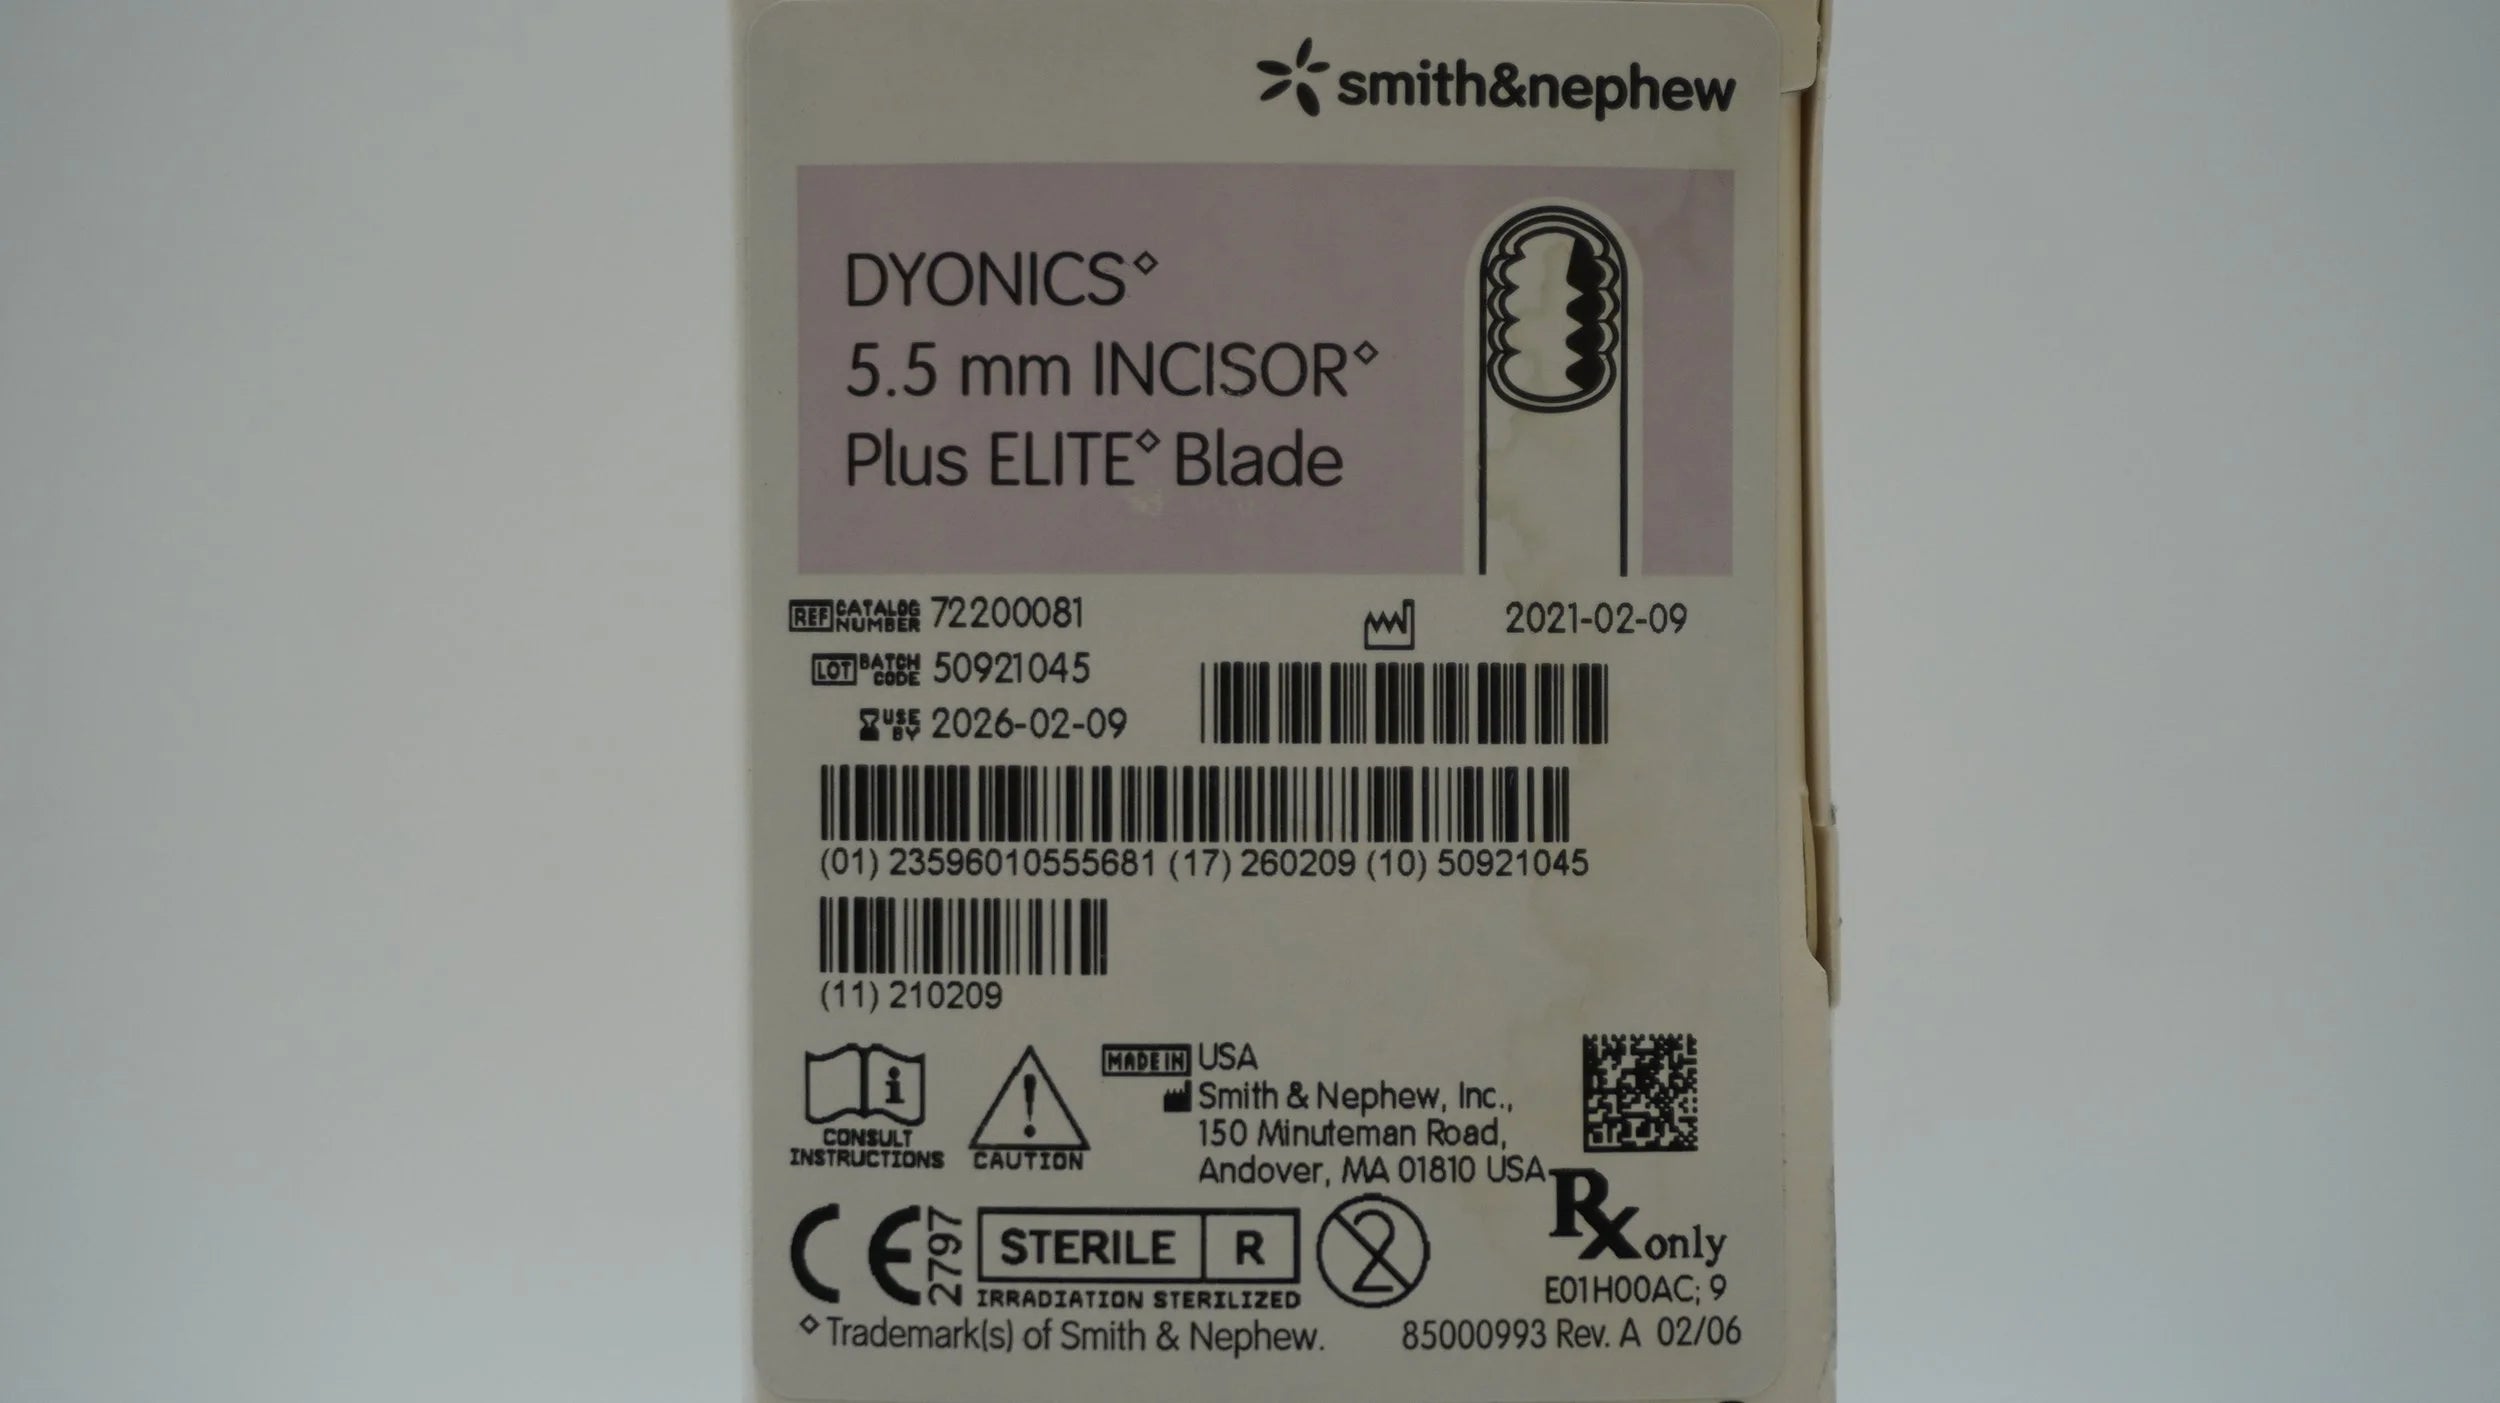 smith&nephew
DYONICS◇
5.5 mm INCISOR◇
Plus ELITE◇ Blade
REF CATALOG NUMBER 72200081
2021-02-09
LOT BATCH CODE 50921045
USE BY 2026-02-09
(01) 23596010555681 (17) 260209 (10) 50921045
(11) 210209
MADE IN USA
Smith & Nephew, Inc.,
150 Minuteman Road,
Andover, MA 01810 USA
CONSULT
INSTRUCTIONS
CAUTION
Rx only
CE 2797
STERILE R
IRRADIATION STERILIZED
2
E01H00AC; 9
◇ Trademark(s) of Smith & Nephew.
85000993 Rev. A 02/06